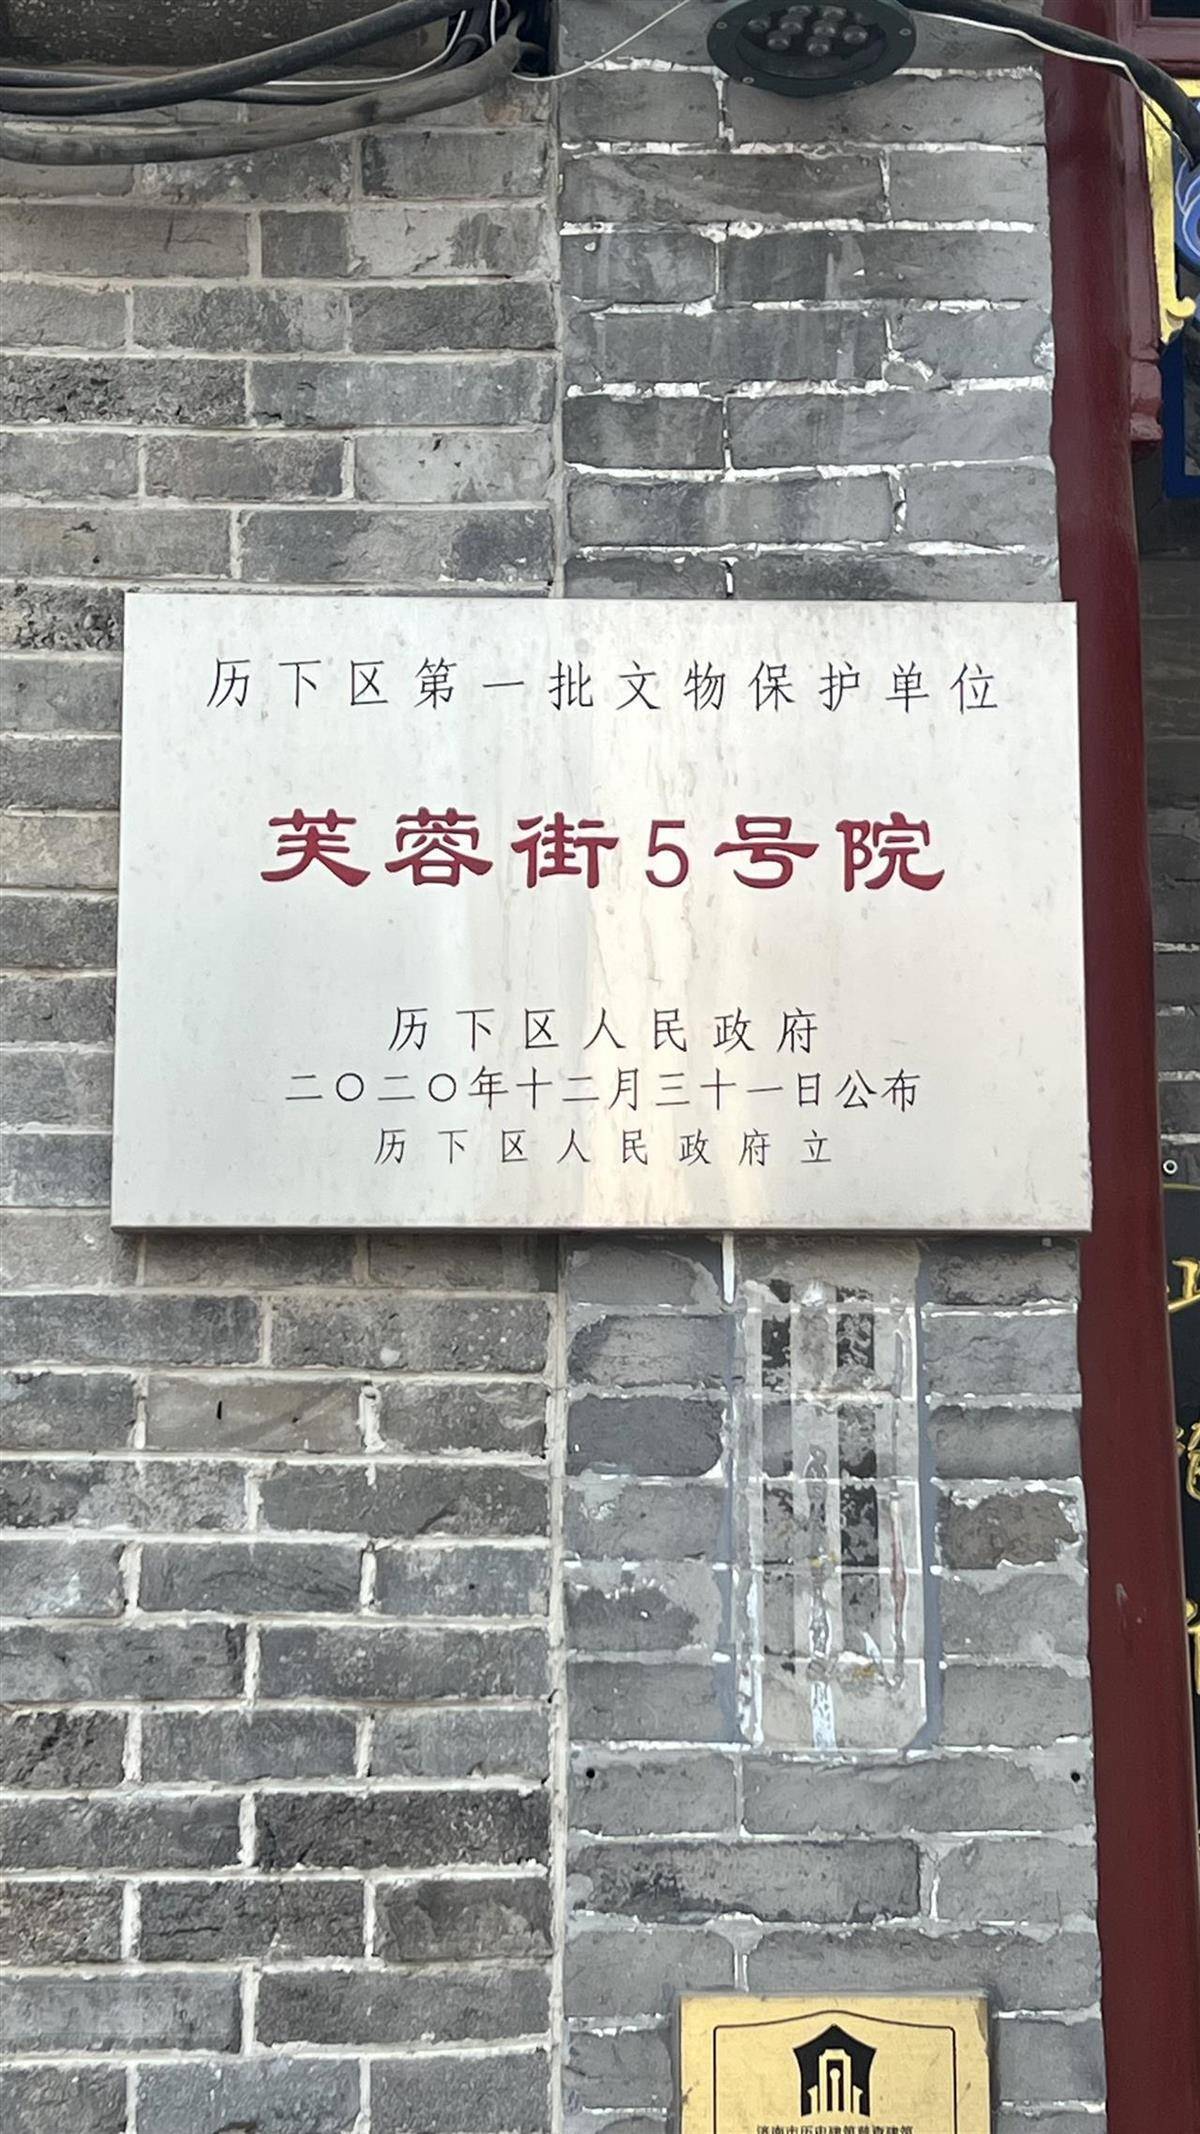 历下区第一批文物保护单位
芙蓉街5号院
历下区人民政府
二〇二〇年十二月三十一日公布
历下区人民政府立